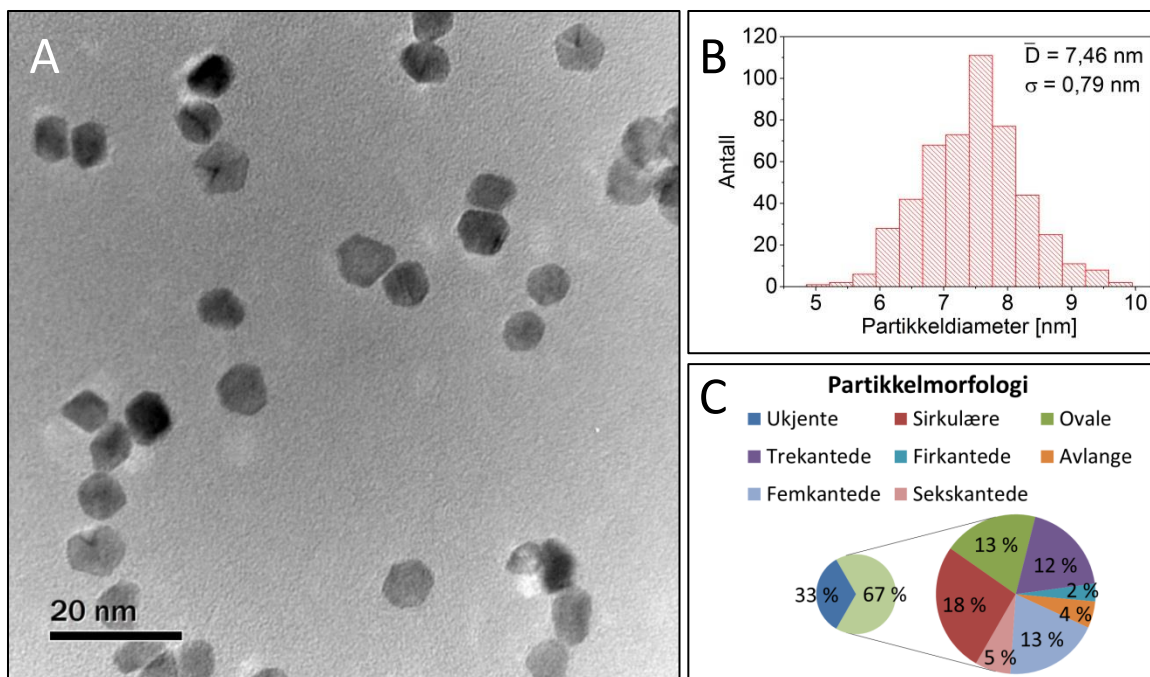 A
20 nm
B
D̅ = 7,46 nm
σ = 0,79 nm
120
100
80
60
40
20
0
Antall
5 6 7 8 9 10
Partikkeldiameter [nm]
C
Partikkelmorfologi
Ukjente Sirkulære Ovale
Trekantede Firkantede Avlange
Femkantede Sekskantede
33 % 67 %
13 %
12 %
2 %
4 %
13 %
5 %
18 %